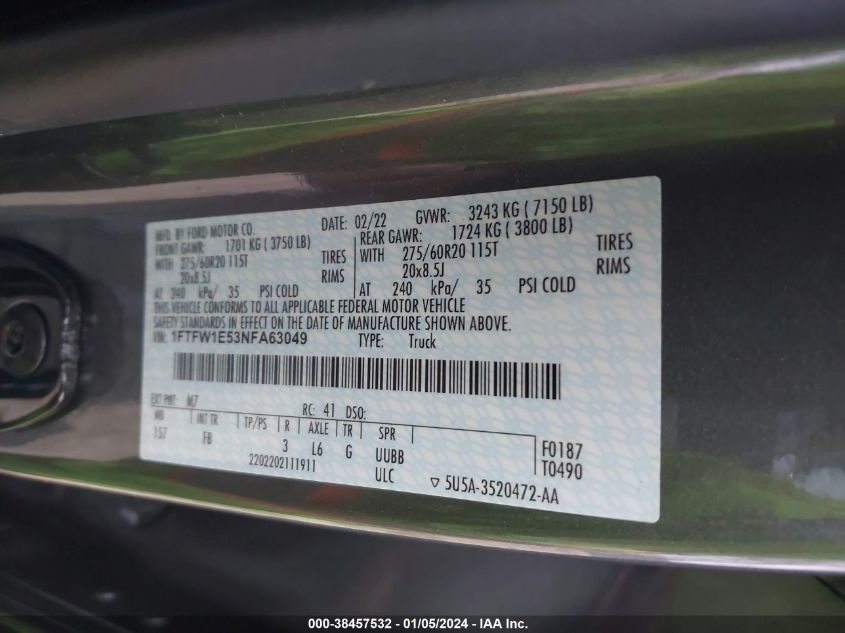 MFD. BY FORD MOTOR CO.
DATE: 02/22 GVWR: 3243 KG ( 7150 LB)
FRONT GAWR: 1701 KG ( 3750 LB)
WITH 275/60R20 115T TIRES
20x8.5J RIMS
AT 240 kPa/ 35 PSI COLD
REAR GAWR: 1724 KG ( 3800 LB)
WITH 275/60R20 115T TIRES
20x8.5J RIMS
AT 240 kPa/ 35 PSI COLD
THIS VEHICLE CONFORMS TO ALL APPLICABLE FEDERAL MOTOR VEHICLE
SAFETY STANDARDS IN EFFECT ON THE DATE OF MANUFACTURE SHOWN ABOVE.
VIN: 1FTFW1E53NFA63049 TYPE: Truck
EXT PNT: M7 RC: 41 DSO:
WB INT TR TP/PS R AXLE TR SPR
157 FB 3 L6 G UUBB
F0187
T0490
2202202111911 ULC
▽ 5U5A-3520472-AA
000-38457532 - 01/05/2024 - IAA Inc.